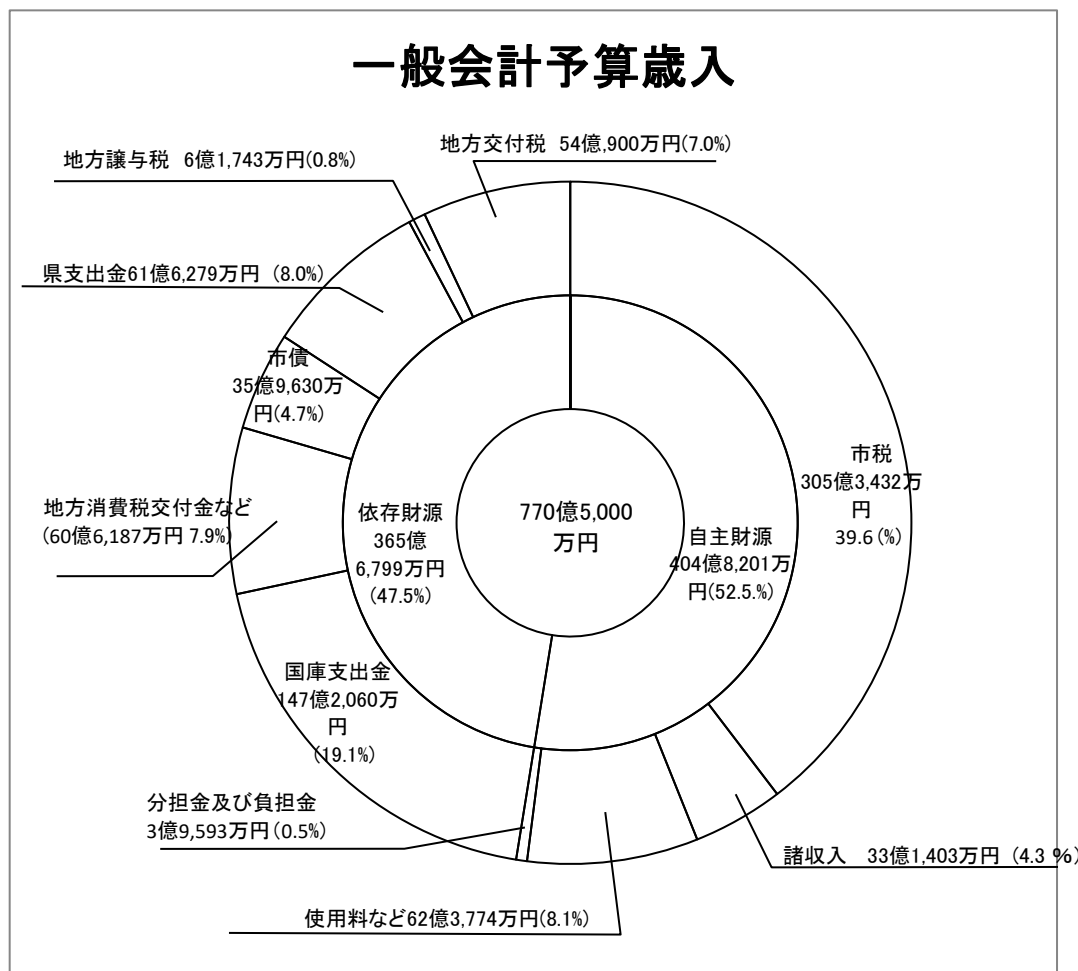 一般会計予算歳入
地方交付税 54億,900万円(7.0%)
地方譲与税 6億1,743万円(0.8%)
県支出金61億6,279万円 (8.0%)
市債
35億9,630万
円(4.7%)
地方消費税交付金など
(60億6,187万円 7.9%)
依存財源
365億
6,799万円
(47.5%)
770億5,000
万円
自主財源
404億8,201万
円(52.5.%)
市税
305億3,432万
円
39.6(%)
国庫支出金
147億2,060万
円
(19.1%)
分担金及び負担金
3億9,593万円(0.5%)
諸収入 33億1,403万円 (4.3 %)
使用料など62億3,774万円(8.1%)